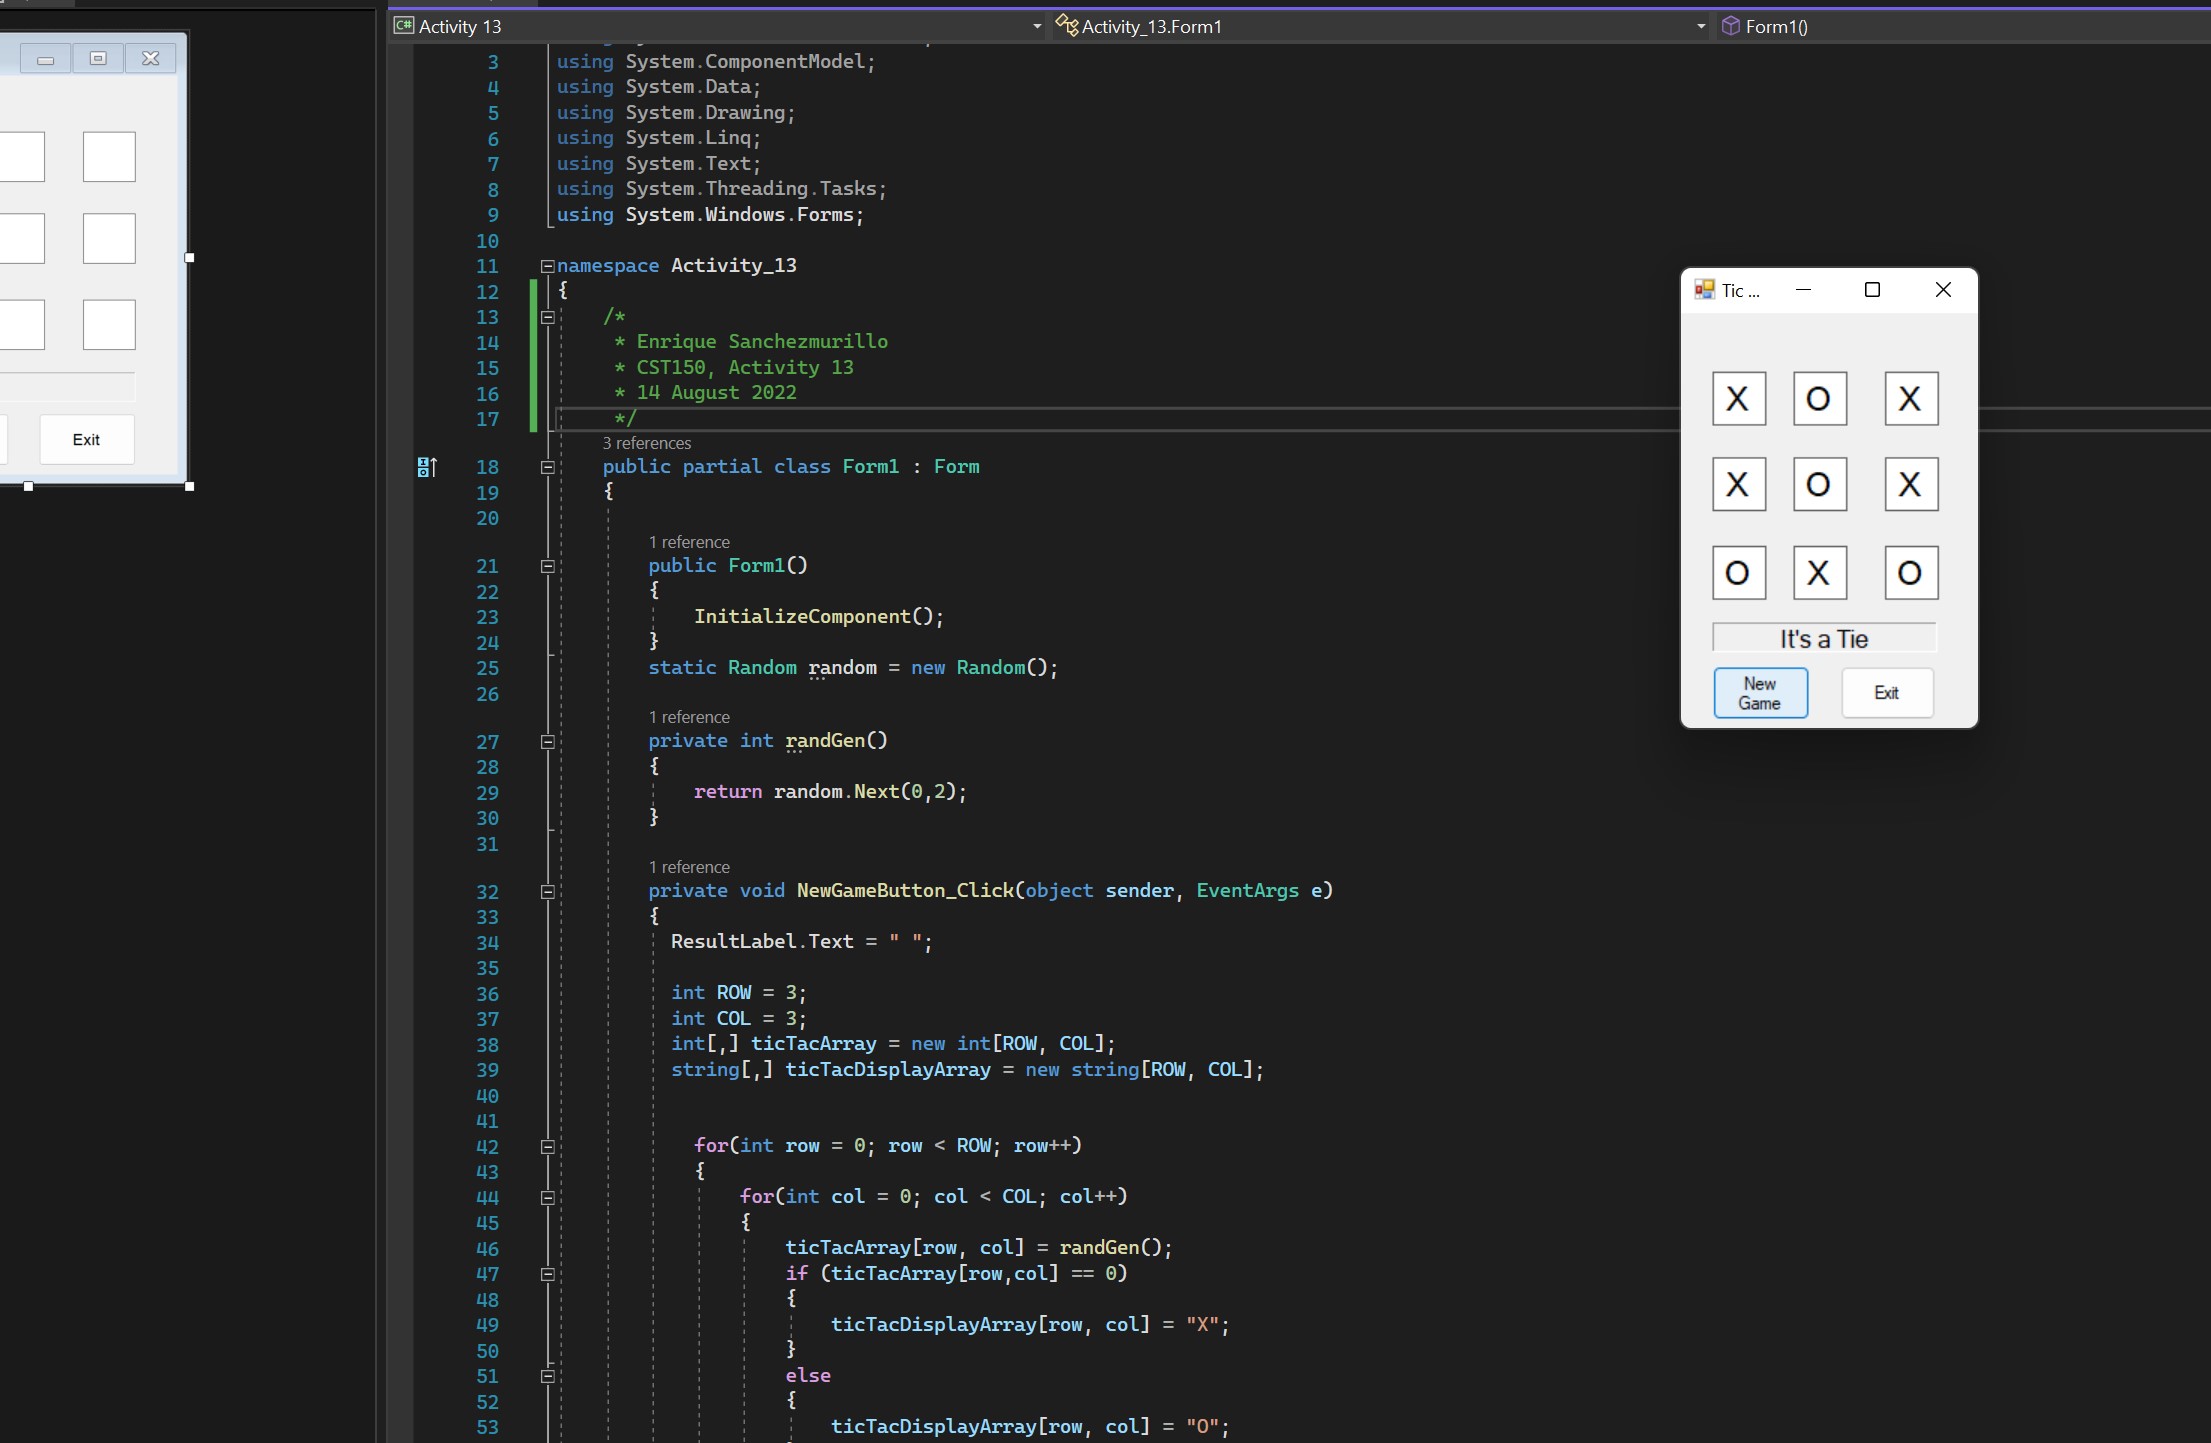 Activity 13
Activity_13.Form1
Form1()
3 using System.ComponentModel;
4 using System.Data;
5 using System.Drawing;
6 using System.Linq;
7 using System.Text;
8 using System.Threading.Tasks;
9 using System.Windows.Forms;
10
11 namespace Activity_13
12 {
13 /*
14 * Enrique Sanchezmurillo
15 * CST150, Activity 13
16 * 14 August 2022
17 */
3 references
18 public partial class Form1 : Form
19 {
20
1 reference
21 public Form1()
22 {
23 InitializeComponent();
24 }
25 static Random random = new Random();
26
1 reference
27 private int randGen()
28 {
29 return random.Next(0,2);
30 }
31
1 reference
32 private void NewGameButton_Click(object sender, EventArgs e)
33 {
34 ResultLabel.Text = " ";
35
36 int ROW = 3;
37 int COL = 3;
38 int[,] ticTacArray = new int[ROW, COL];
39 string[,] ticTacDisplayArray = new string[ROW, COL];
40
41
42 for(int row = 0; row < ROW; row++)
43 {
44 for(int col = 0; col < COL; col++)
45 {
46 ticTacArray[row, col] = randGen();
47 if (ticTacArray[row,col] == 0)
48 {
49 ticTacDisplayArray[row, col] = "X";
50 }
51 else
52 {
53 ticTacDisplayArray[row, col] = "O";
Exit
Tic ...
X O X
X O X
O X O
It's a Tie
New
Game
Exit